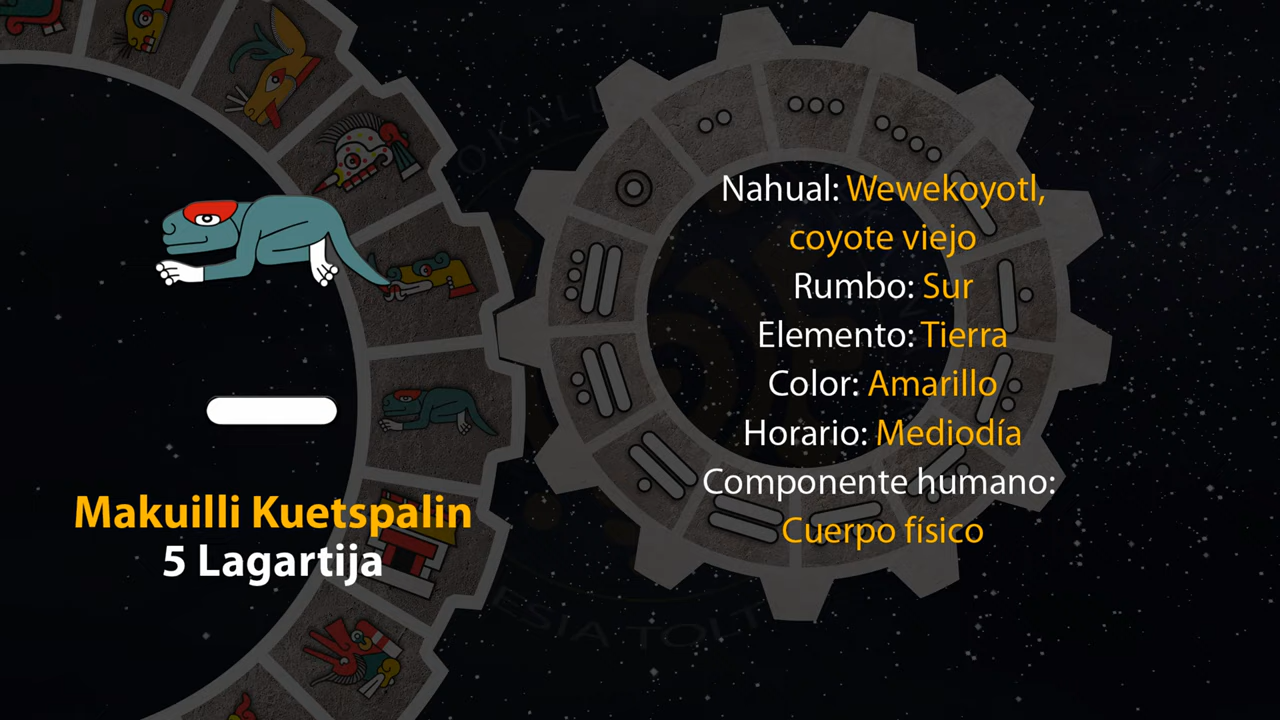 Makuilli Kuetspalin
5 Lagartija
Nahual: Wewekoyotl,
coyote viejo
Rumbo: Sur
Elemento: Tierra
Color: Amarillo
Horario: Mediodía
Componente humano:
Cuerpo físico